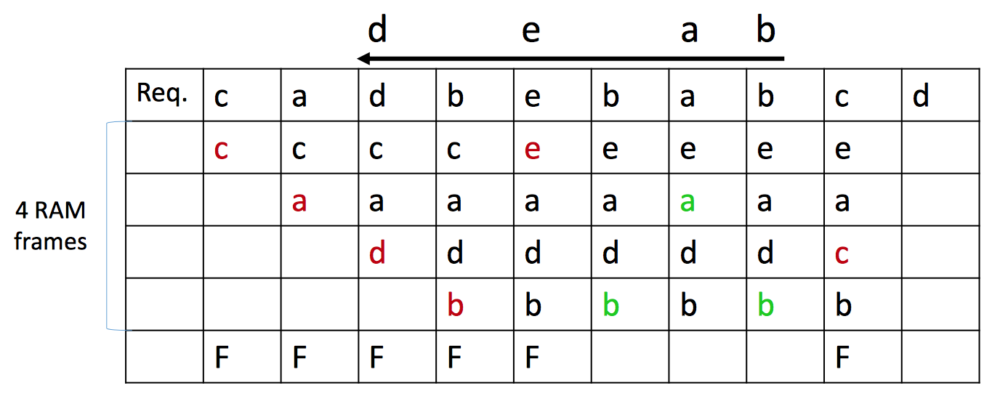 d e a b
Req. c a d b e b a b c d
c c c c e e e e e
a a a a a a a a
4 RAM
frames
d d d d d d c
b b b b b b
F F F F F F